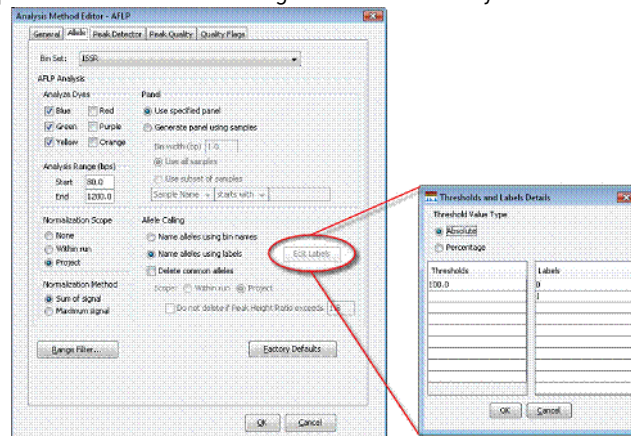 Analysis Method Editor - AFLP
General Allele Peak Detector Peak Quality Quality Flags
Bin Set: ISSR
AFLP Analysis
Analyze Dyes
Blue Red
Green Purple
Yellow Orange
Analysis Range (bps)
Start 80.0
End 1200.0
Panel
Use specified panel
Generate panel using samples
Bin width (bp) 1.0
Use all samples
Use subset of samples
Sample Name starts with
Normalization Scope
None
Within run
Project
Normalization Method
Sum of signal
Maximum signal
Allele Calling
Name alleles using bin names
Name alleles using labels Edit Labels
Delete common alleles
Scope: Within run Project
Do not delete if Peak Height Ratio exceeds
Range Filter... Factory Defaults
OK Cancel
Thresholds and Labels Details
Threshold Value Type
Absolute
Percentage
Thresholds Labels
100.0 0
1
OK Cancel